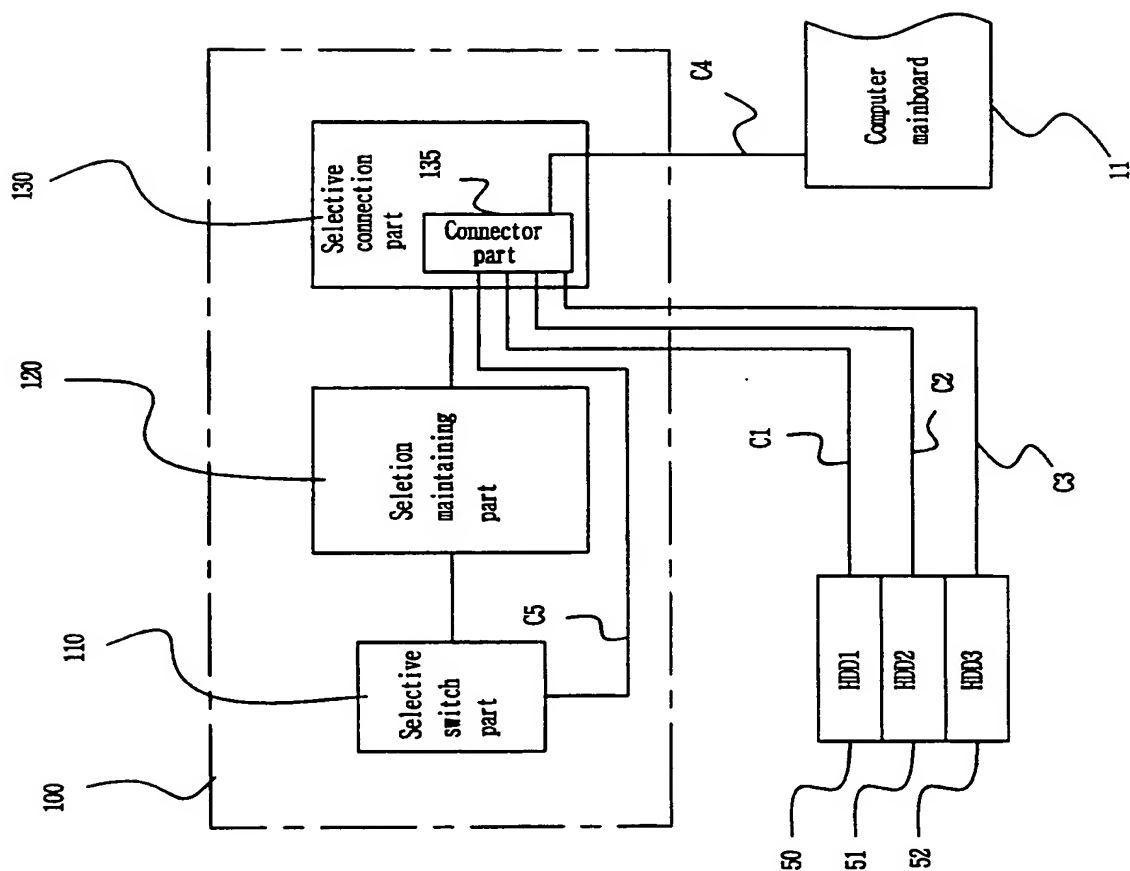 100
110
120
130
Selective
switch
part
Seletion
maintaining
part
Selective
connection
part
135
Connector
part
C5
C4
C1
C2
C3
HDD1
HDD2
HDD3
50
51
52
Computer
mainboard
11